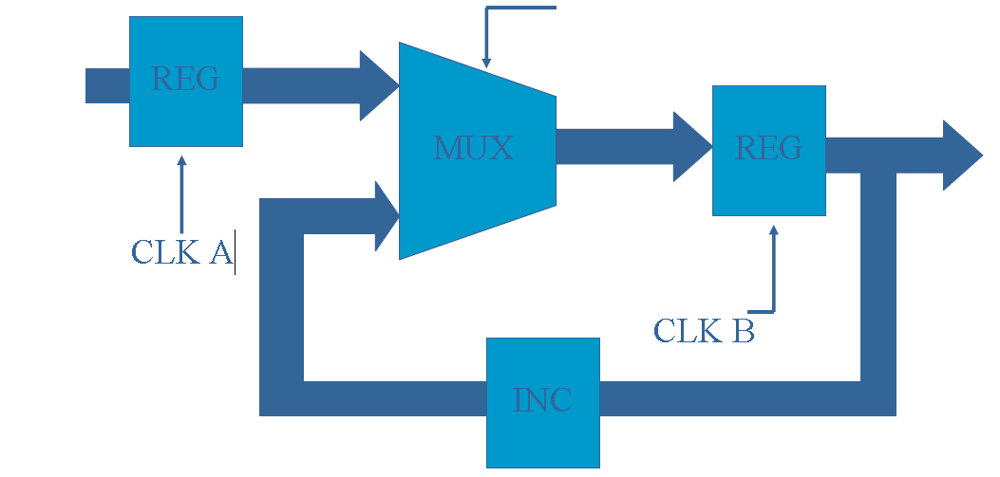 REG
MUX
REG
CLK A
CLK B
INC